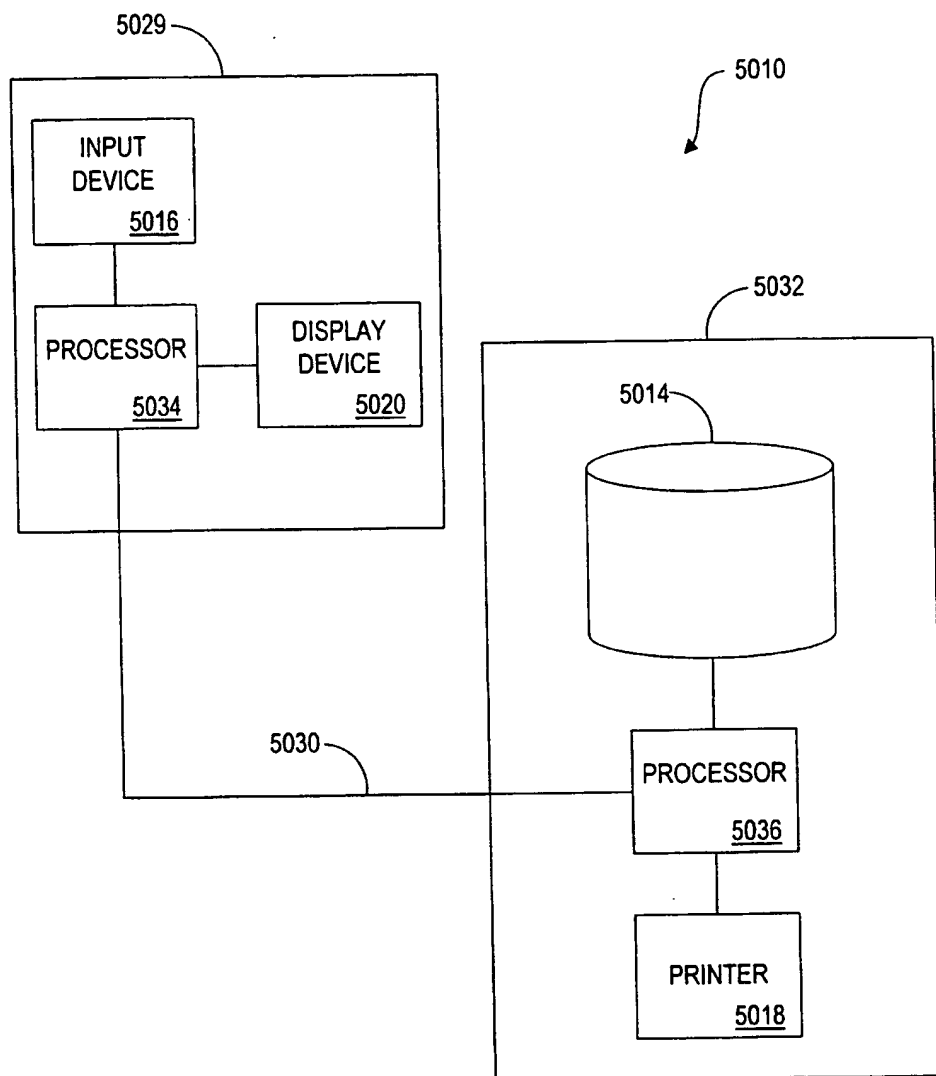 5029
5010
INPUT
DEVICE
5016
PROCESSOR
5034
DISPLAY
DEVICE
5020
5032
5014
5030
PROCESSOR
5036
PRINTER
5018